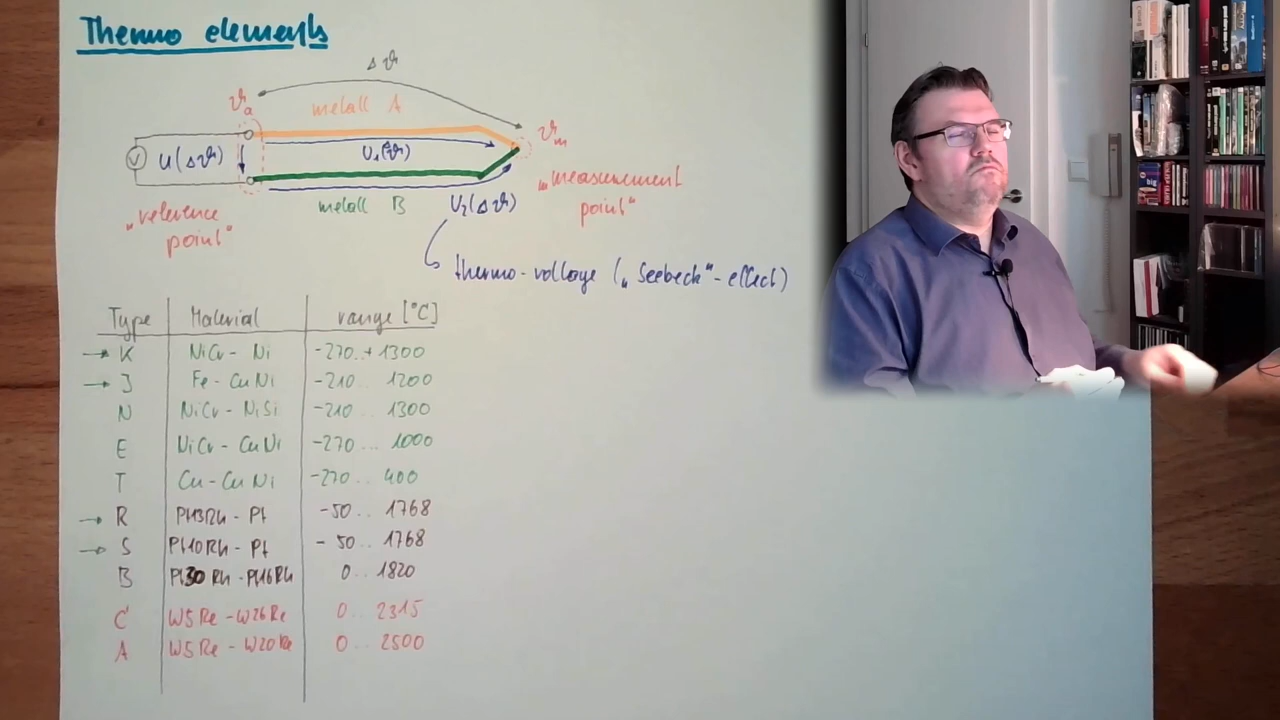 Thermo elements
Δϑ
ϑa
metall A
ϑm
V
U(Δϑ)
U₁(ϑ)
"measurement
point"
metall B
U₂(Δϑ)
"reference
point"
thermo-voltage ("Seebeck"-effect)
Type Material range [°C]
→ K NiCr - Ni -270..+1300
→ J Fe - CuNi -210... 1200
N NiCr - NiSi -210... 1300
E NiCr - CuNi -270... 1000
T Cu - CuNi -270... 400
→ R Pt13Rh - Pt -50... 1768
→ S Pt10Rh - Pt -50... 1768
B Pt30Rh - Pt16Rh 0.. 1820
C W5Re - W26Re 0... 2315
A W5Re - W20Re 0... 2500
big